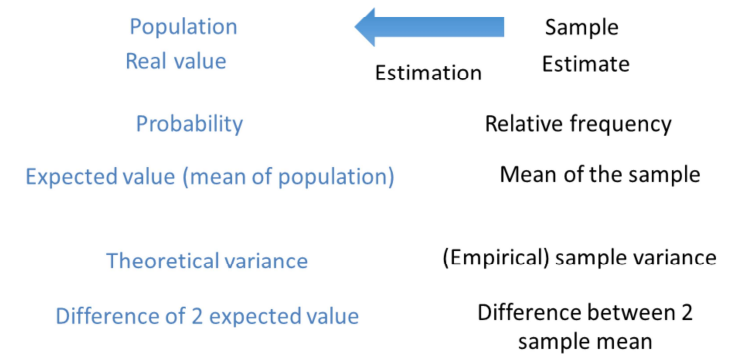 Population
Sample
Real value
Estimation
Estimate
Probability
Relative frequency
Expected value (mean of population)
Mean of the sample
Theoretical variance
(Empirical) sample variance
Difference of 2 expected value
Difference between 2
sample mean